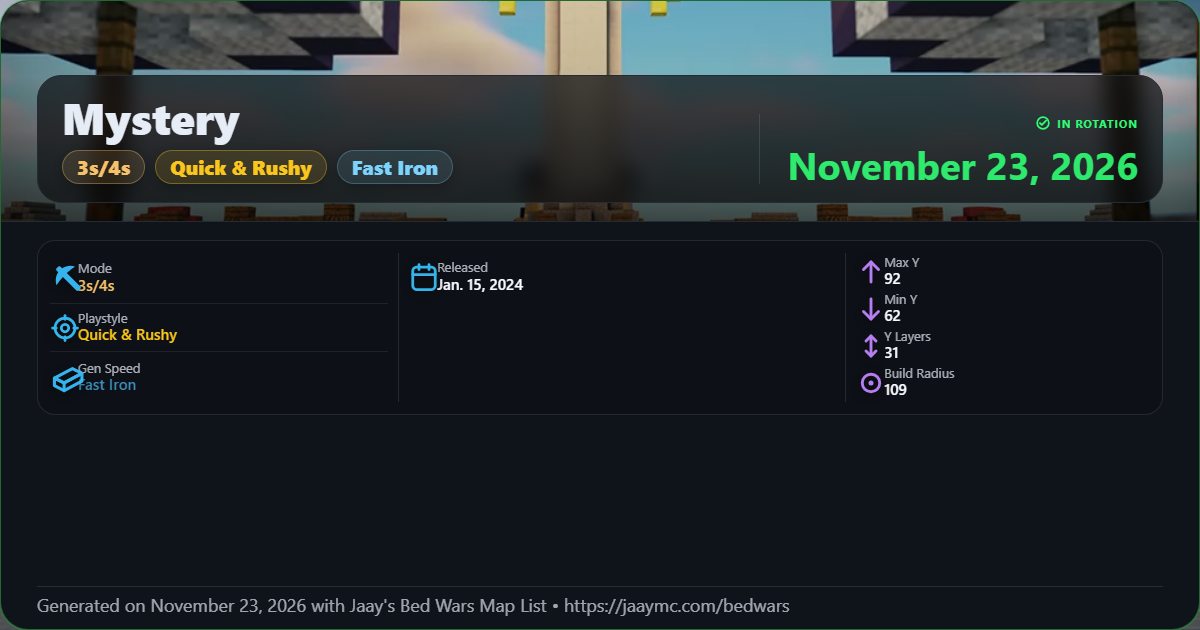 Mystery
3s/4s Quick & Rushy Fast Iron
IN ROTATION
November 23, 2026
Mode
3s/4s
Playstyle
Quick & Rushy
Gen Speed
Fast Iron
Released
Jan. 15, 2024
Max Y
92
Min Y
62
Y Layers
31
Build Radius
109
Generated on November 23, 2026 with Jaay's Bed Wars Map List • https://jaaymc.com/bedwars